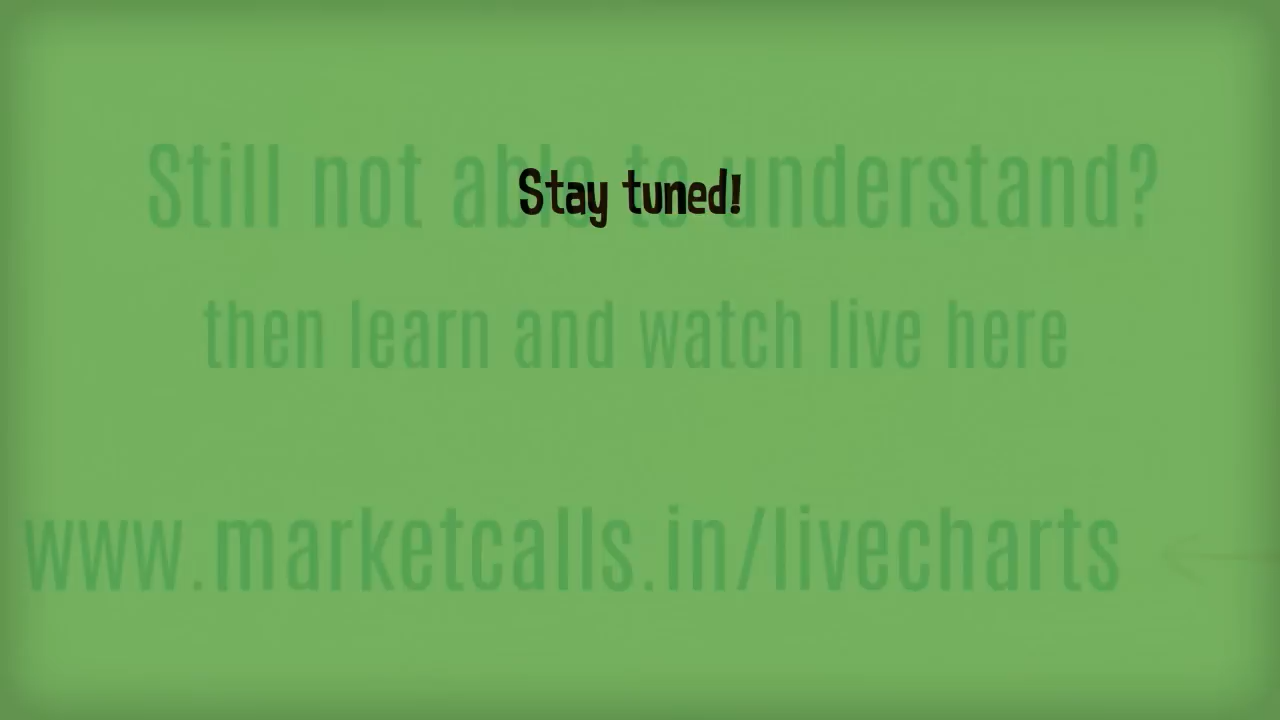 Still not able to understand?
Stay tuned!
then learn and watch live here
www.marketcalls.in/livecharts